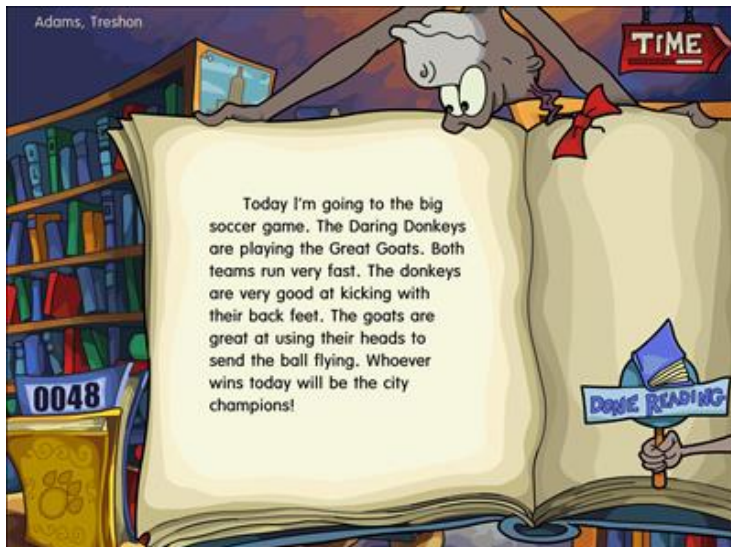 Adams, Treshon
TIME
Today I'm going to the big
soccer game. The Daring Donkeys
are playing the Great Goats. Both
teams run very fast. The donkeys
are very good at kicking with
their back feet. The goats are
great at using their heads to
send the ball flying. Whoever
wins today will be the city
champions!
0048
DONE READING